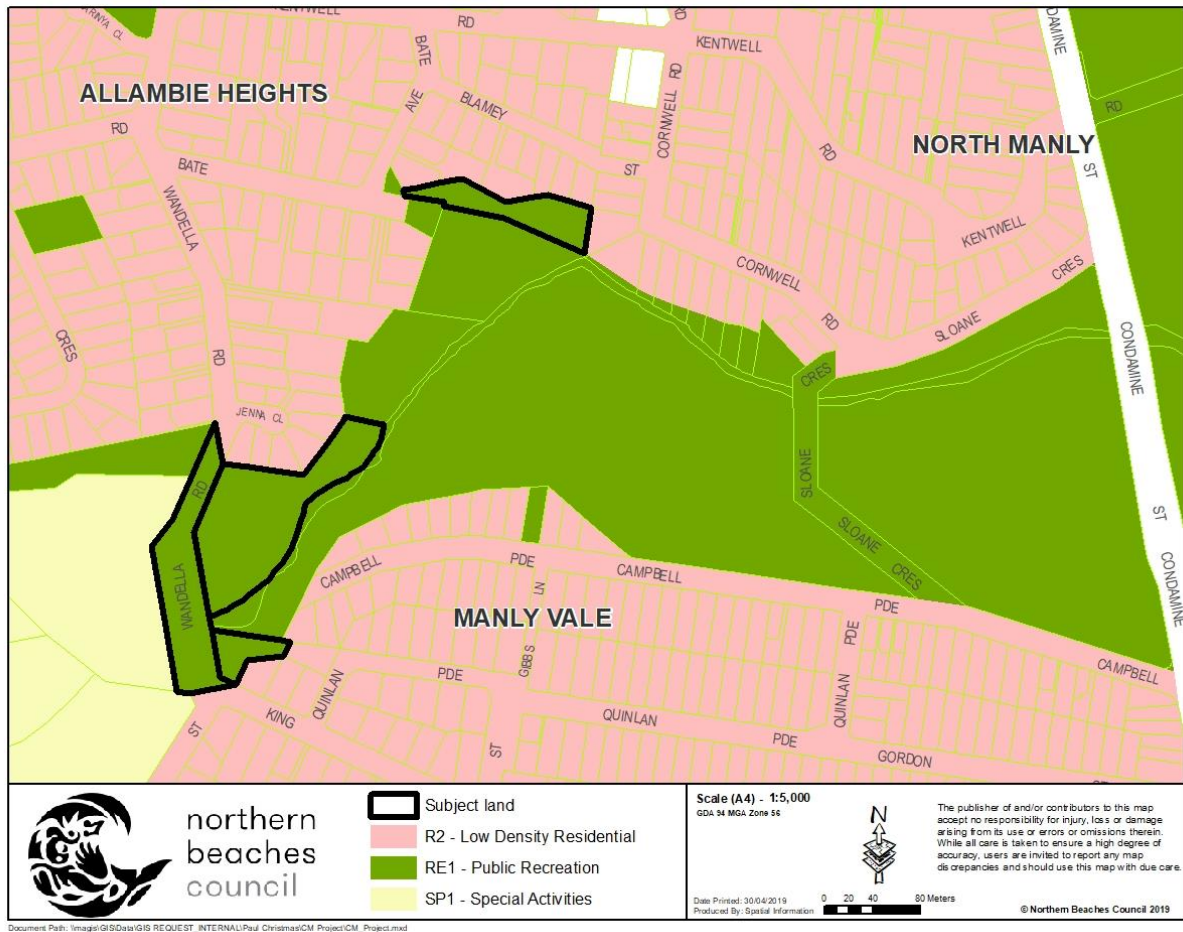 ARINYA CL
KENTWELL
RD
RD
KENTWELL
BATE
AVE
CONDAMINE
ALLAMBIE HEIGHTS
BLAMEY
CORNWELL RD
RD
RD
NORTH MANLY
RD
ST
ST
BATE
WANDELLA
KENTWELL
CORNWELL
CRES
RD
SLOANE
CRES
RD
CRES
CONDAMINE
JENNA CL
RD
SLOANE
SLOANE
CRES
ST
CONDAMINE
WANDELLA
CAMPBELL
PDE
CAMPBELL
PDE
MANLY VALE
GIBBS LN
PDE
QUINLAN
CAMPBELL
QUINLAN
PDE
KING
ST
ST
QUINLAN
PDE
GORDON
northern
beaches
council
Subject land
R2 - Low Density Residential
RE1 - Public Recreation
SP1 - Special Activities
Scale (A4) - 1:5,000
GDA 94 MGA Zone 56
N
Date Printed: 30/04/2019
Produced By: Spatial Information
0 20 40 80 Meters
The publisher of and/or contributors to this map
accept no responsibility for injury, loss or damage
arising from its use or errors or omissions therein.
While all care is taken to ensure a high degree of
accuracy, users are invited to report any map
discrepancies and should use this map with due care.
© Northern Beaches Council 2019
Document Path: \\magis\GIS\Data\GIS REQUEST_INTERNAL\Paul Christmas\CM Project\CM_Project.mxd